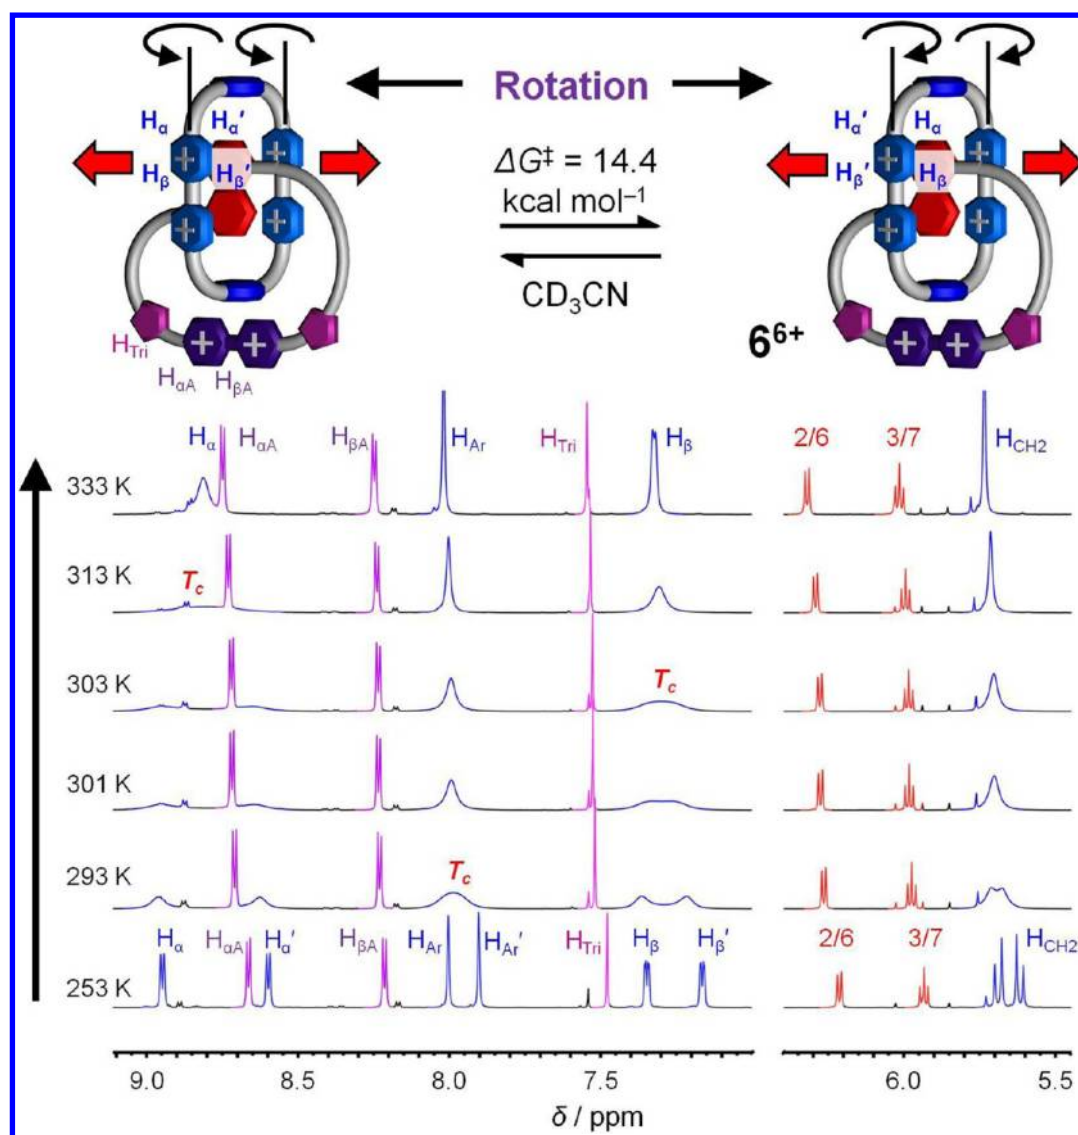 Rotation
Hα Hα′
Hβ Hβ′
+ +
+ +
HTri
+ +
HαA HβA
ΔG‡ = 14.4
kcal mol⁻¹
CD₃CN
Hα′ Hα
Hβ′ Hβ
+ +
+ +
6⁶⁺
+ +
Hα HαA HβA HAr HTri Hβ 2/6 3/7 HCH2
333 K
313 K Tc
303 K Tc
301 K
293 K Tc
Hα HαA Hα′ HβA HAr HAr′ HTri Hβ Hβ′ 2/6 3/7 HCH2
253 K
9.0 8.5 8.0 7.5 6.0 5.5
δ / ppm